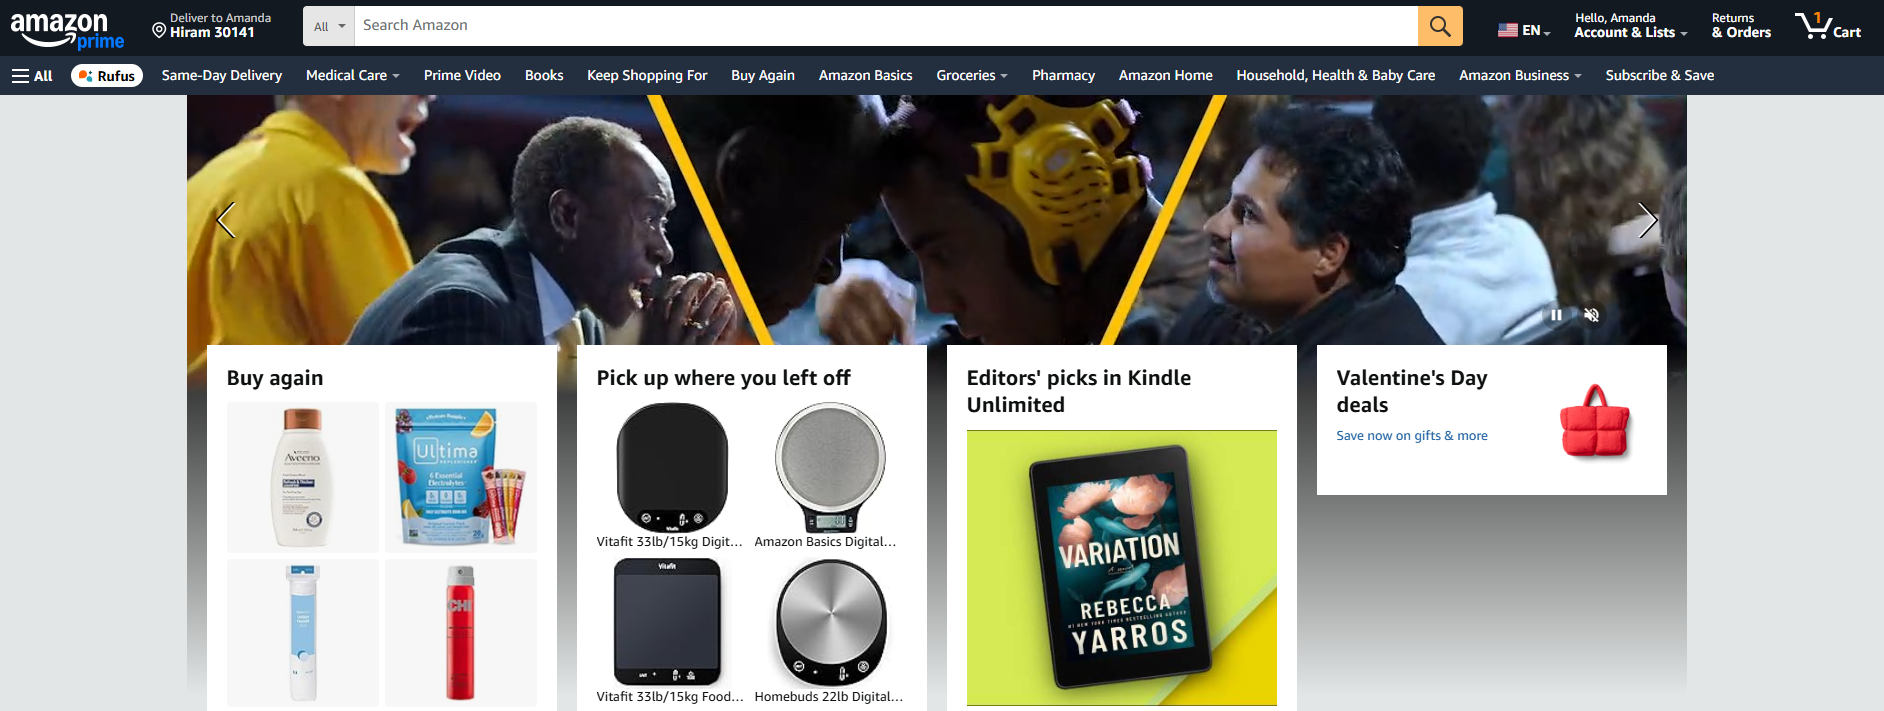 amazon
prime
Deliver to Amanda
Hiram 30141
All
Search Amazon
EN
Hello, Amanda
Account & Lists
Returns
& Orders
1
Cart
All
Rufus
Same-Day Delivery
Medical Care
Prime Video
Books
Keep Shopping For
Buy Again
Amazon Basics
Groceries
Pharmacy
Amazon Home
Household, Health & Baby Care
Amazon Business
Subscribe & Save
Buy again
Aveeno
Ultima
REPLENISHER
6 Essential
Electrolytes
CHI
Pick up where you left off
Vitafit
Vitafit 33lb/15kg Digit...
Amazon Basics Digital...
Vitafit
Vitafit 33lb/15kg Food...
Homebuds 22lb Digital...
Editors' picks in Kindle
Unlimited
VARIATION
REBECCA
YARROS
Valentine's Day
deals
Save now on gifts & more